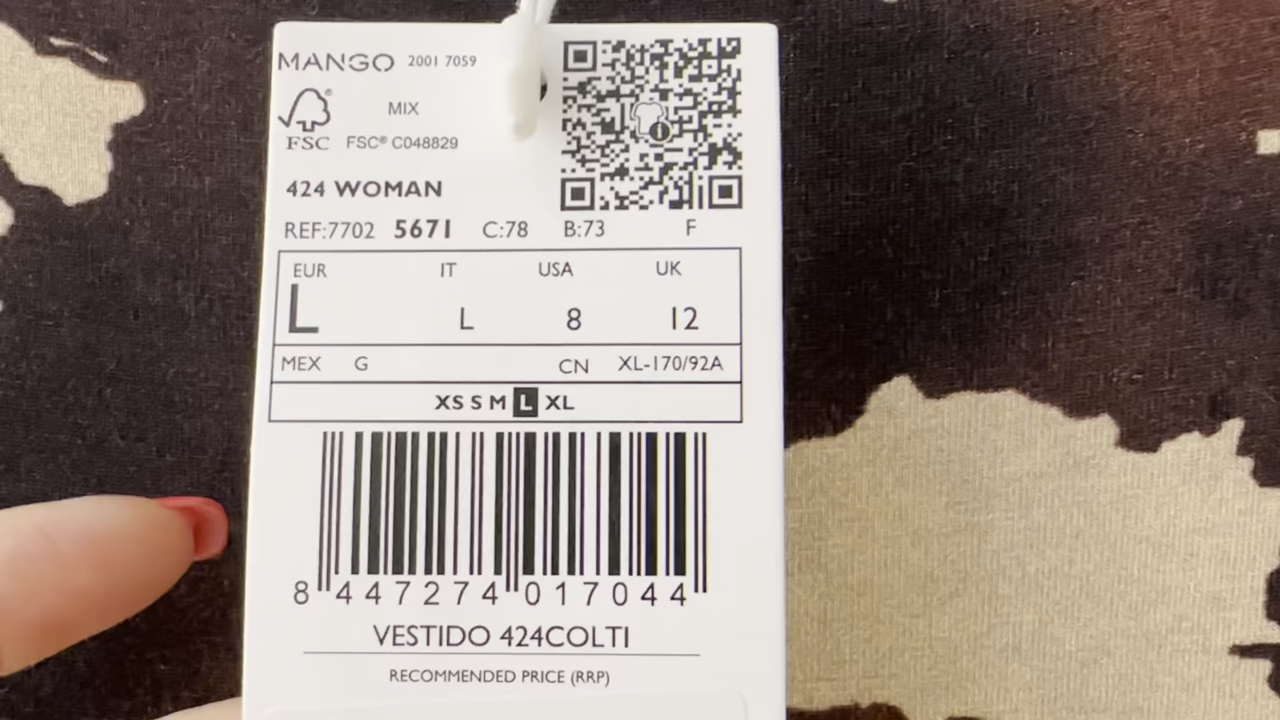 MANGO 2001 7059
FSC®
MIX
FSC® C048829
424 WOMAN
REF:7702 5671 C:78 B:73 F
EUR IT USA UK
L L 8 12
MEX G CN XL-170/92A
XS S M L XL
8 447274 017044
VESTIDO 424COLTI
RECOMMENDED PRICE (RRP)